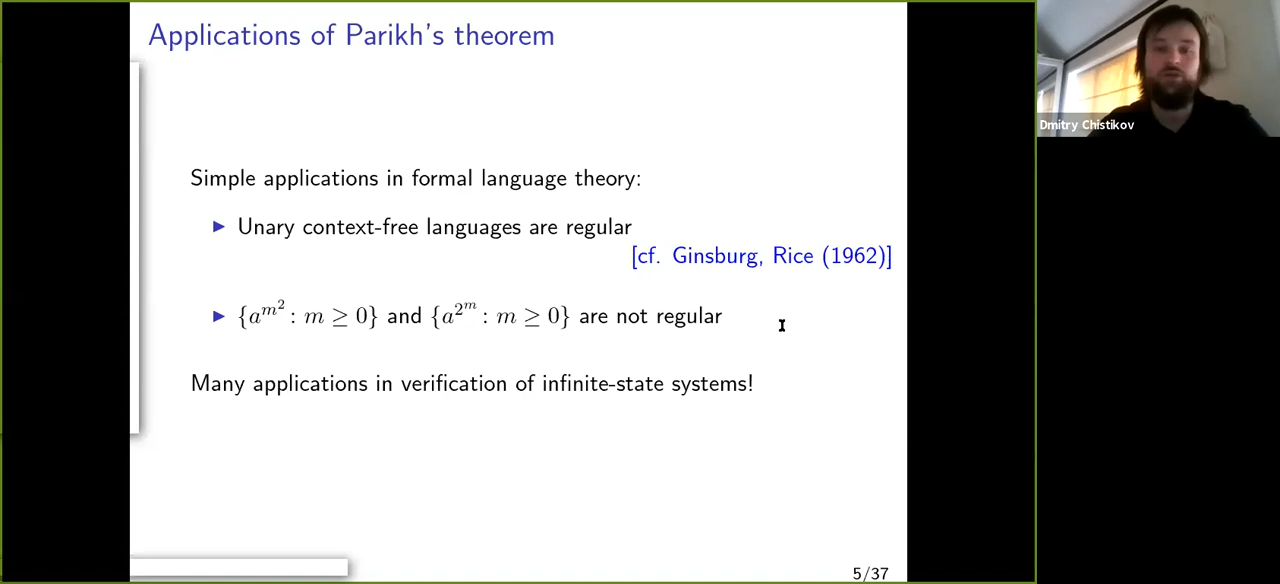 Applications of Parikh's theorem
Dmitry Chistikov
Simple applications in formal language theory:
▶ Unary context-free languages are regular
[cf. Ginsburg, Rice (1962)]
▶ {a^{m^2} : m ≥ 0} and {a^{2^m} : m ≥ 0} are not regular
Many applications in verification of infinite-state systems!
5/37